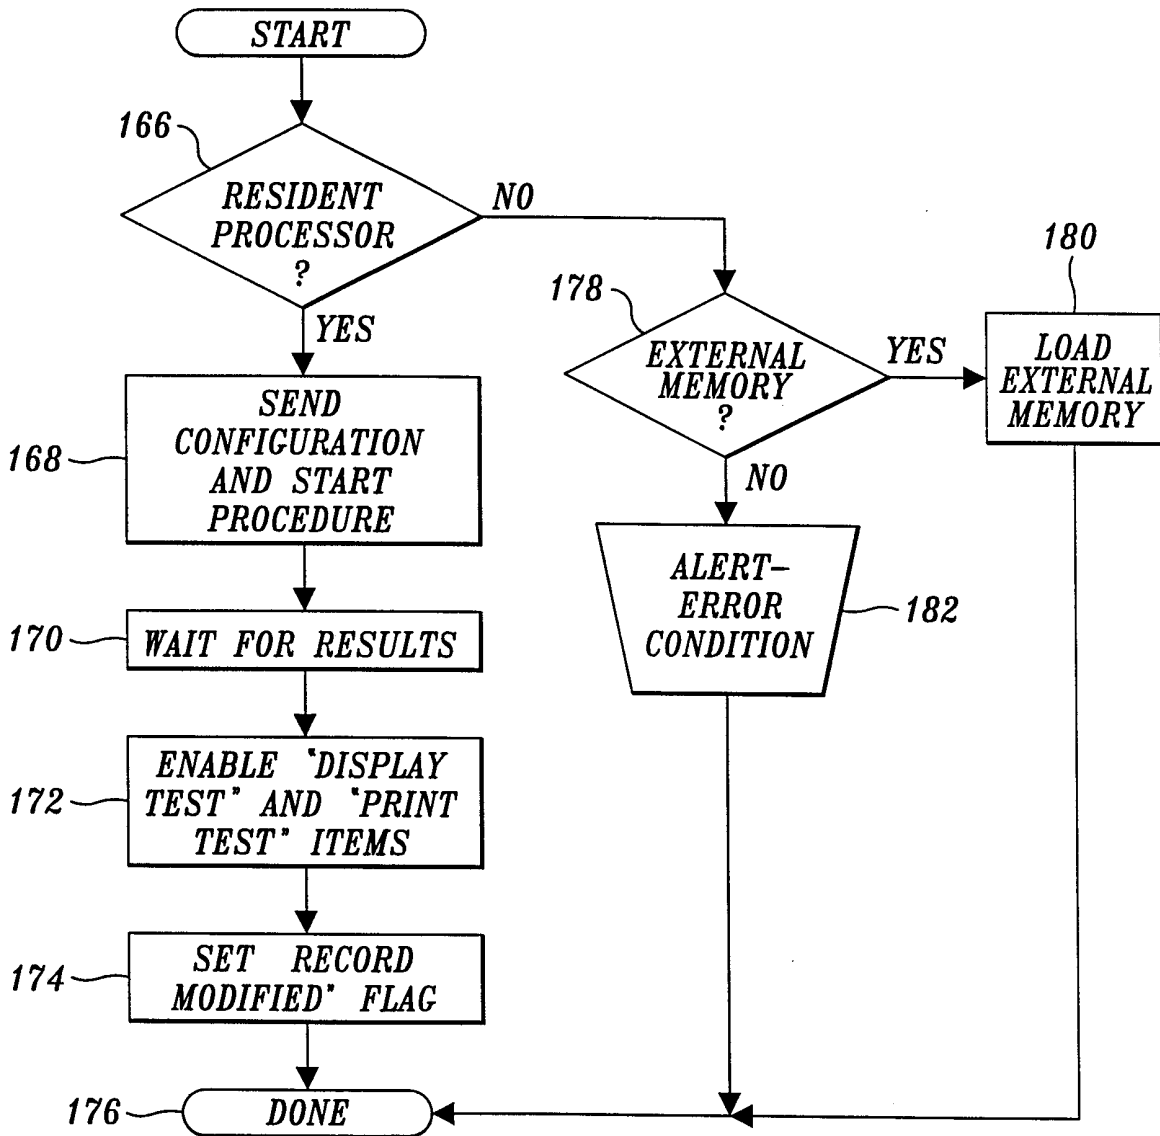 START
166
RESIDENT
PROCESSOR
?
NO
YES
168
SEND
CONFIGURATION
AND START
PROCEDURE
170
WAIT FOR RESULTS
172
ENABLE "DISPLAY
TEST" AND "PRINT
TEST" ITEMS
174
SET RECORD
MODIFIED" FLAG
176
DONE
178
EXTERNAL
MEMORY
?
YES
NO
180
LOAD
EXTERNAL
MEMORY
ALERT-
ERROR
CONDITION
182